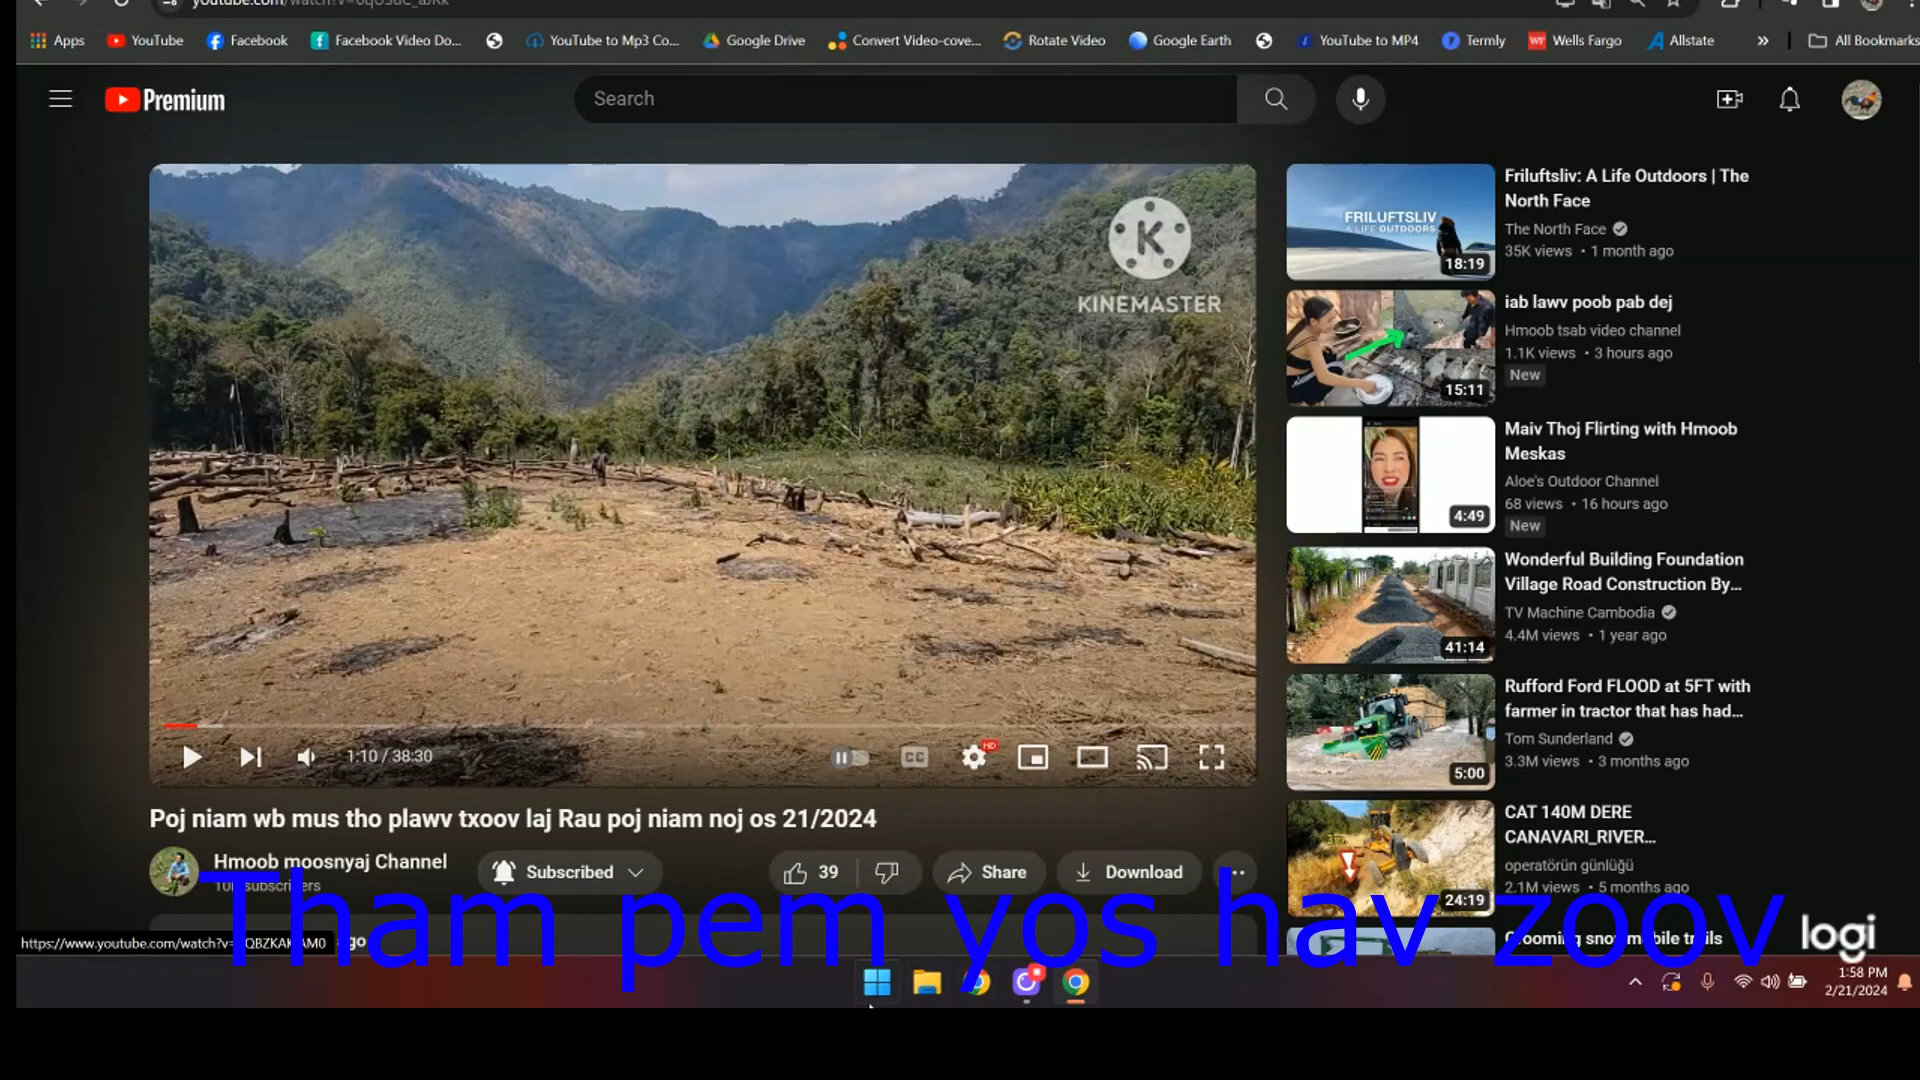 Apps
YouTube
Facebook
Facebook Video Do...
YouTube to Mp3 Co...
Google Drive
Convert Video-cove...
Rotate Video
Google Earth
YouTube to MP4
Termly
Wells Fargo
Allstate
All Bookmarks
Premium
Search
K
KINEMASTER
1:10 / 38:30
CC
HD
Poj niam wb mus tho plawv txoov laj Rau poj niam noj os 21/2024
Hmoob moosnyaj Channel
subscribers
Subscribed
39
Share
Download
FRILUFTSLIV
A LIFE OUTDOORS
18:19
Friluftsliv: A Life Outdoors | The
North Face
The North Face
35K views • 1 month ago
15:11
iab lawv poob pab dej
Hmoob tsab video channel
1.1K views • 3 hours ago
New
4:49
Maiv Thoj Flirting with Hmoob
Meskas
Aloe's Outdoor Channel
68 views • 16 hours ago
New
41:14
Wonderful Building Foundation
Village Road Construction By...
TV Machine Cambodia
4.4M views • 1 year ago
5:00
Rufford Ford FLOOD at 5FT with
farmer in tractor that has had...
Tom Sunderland
3.3M views • 3 months ago
24:19
CAT 140M DERE
CANAVARI_RIVER...
operatörün günlüğü
2.1M views • 5 months ago
Grooming snowmobile trails
Tham pem yos hav zoov
logi
1:58 PM
2/21/2024